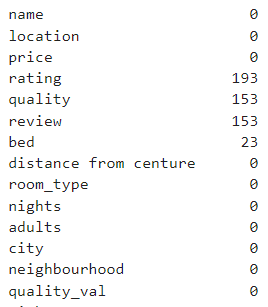 name 0
location 0
price 0
rating 193
quality 153
review 153
bed 23
distance from centure 0
room_type 0
nights 0
adults 0
city 0
neighbourhood 0
quality_val 0